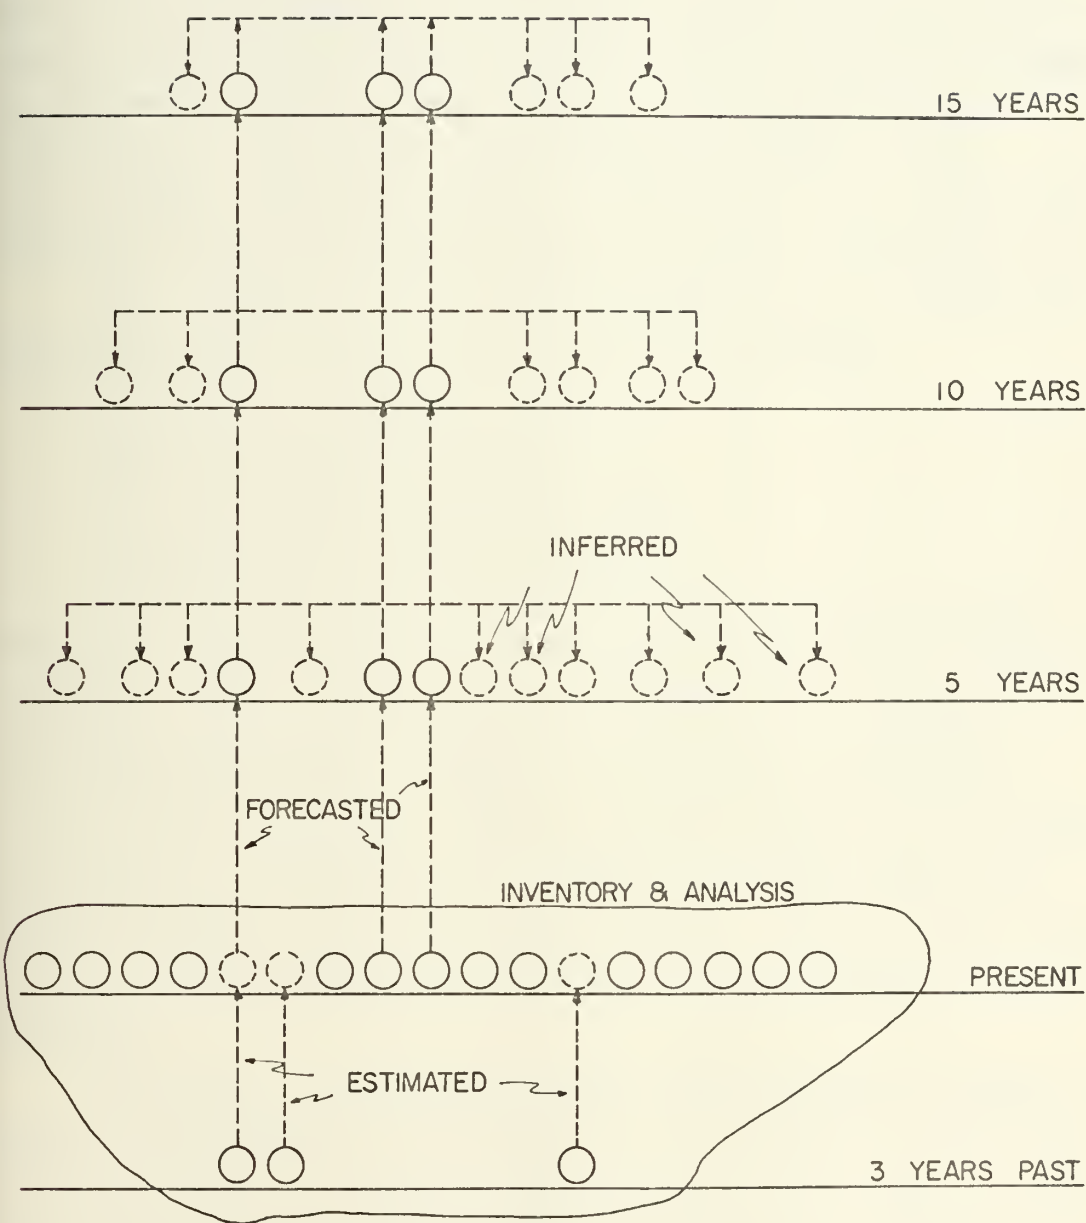 15 YEARS
10 YEARS
INFERRED
5 YEARS
FORECASTED
INVENTORY & ANALYSIS
PRESENT
ESTIMATED
3 YEARS PAST